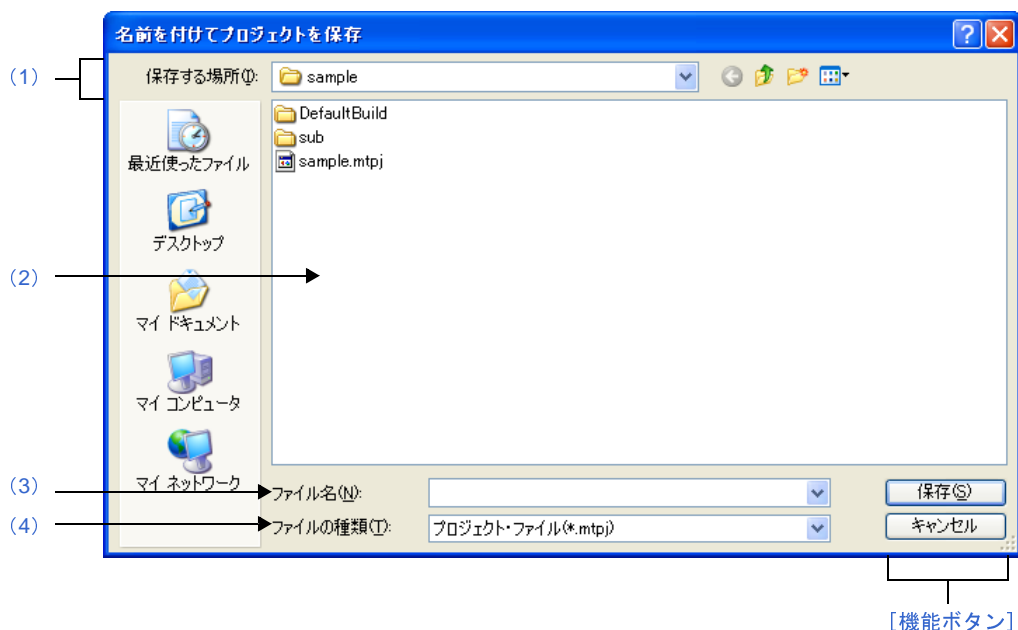 名前を付けてプロジェクトを保存
(1)
保存する場所(I):
sample
DefaultBuild
sub
sample.mtpj
最近使ったファイル
デスクトップ
(2)
マイ ドキュメント
マイ コンピュータ
マイ ネットワーク
(3)
ファイル名(N):
保存(S)
(4)
ファイルの種類(T):
プロジェクト・ファイル(*.mtpj)
キャンセル
[機能ボタン]